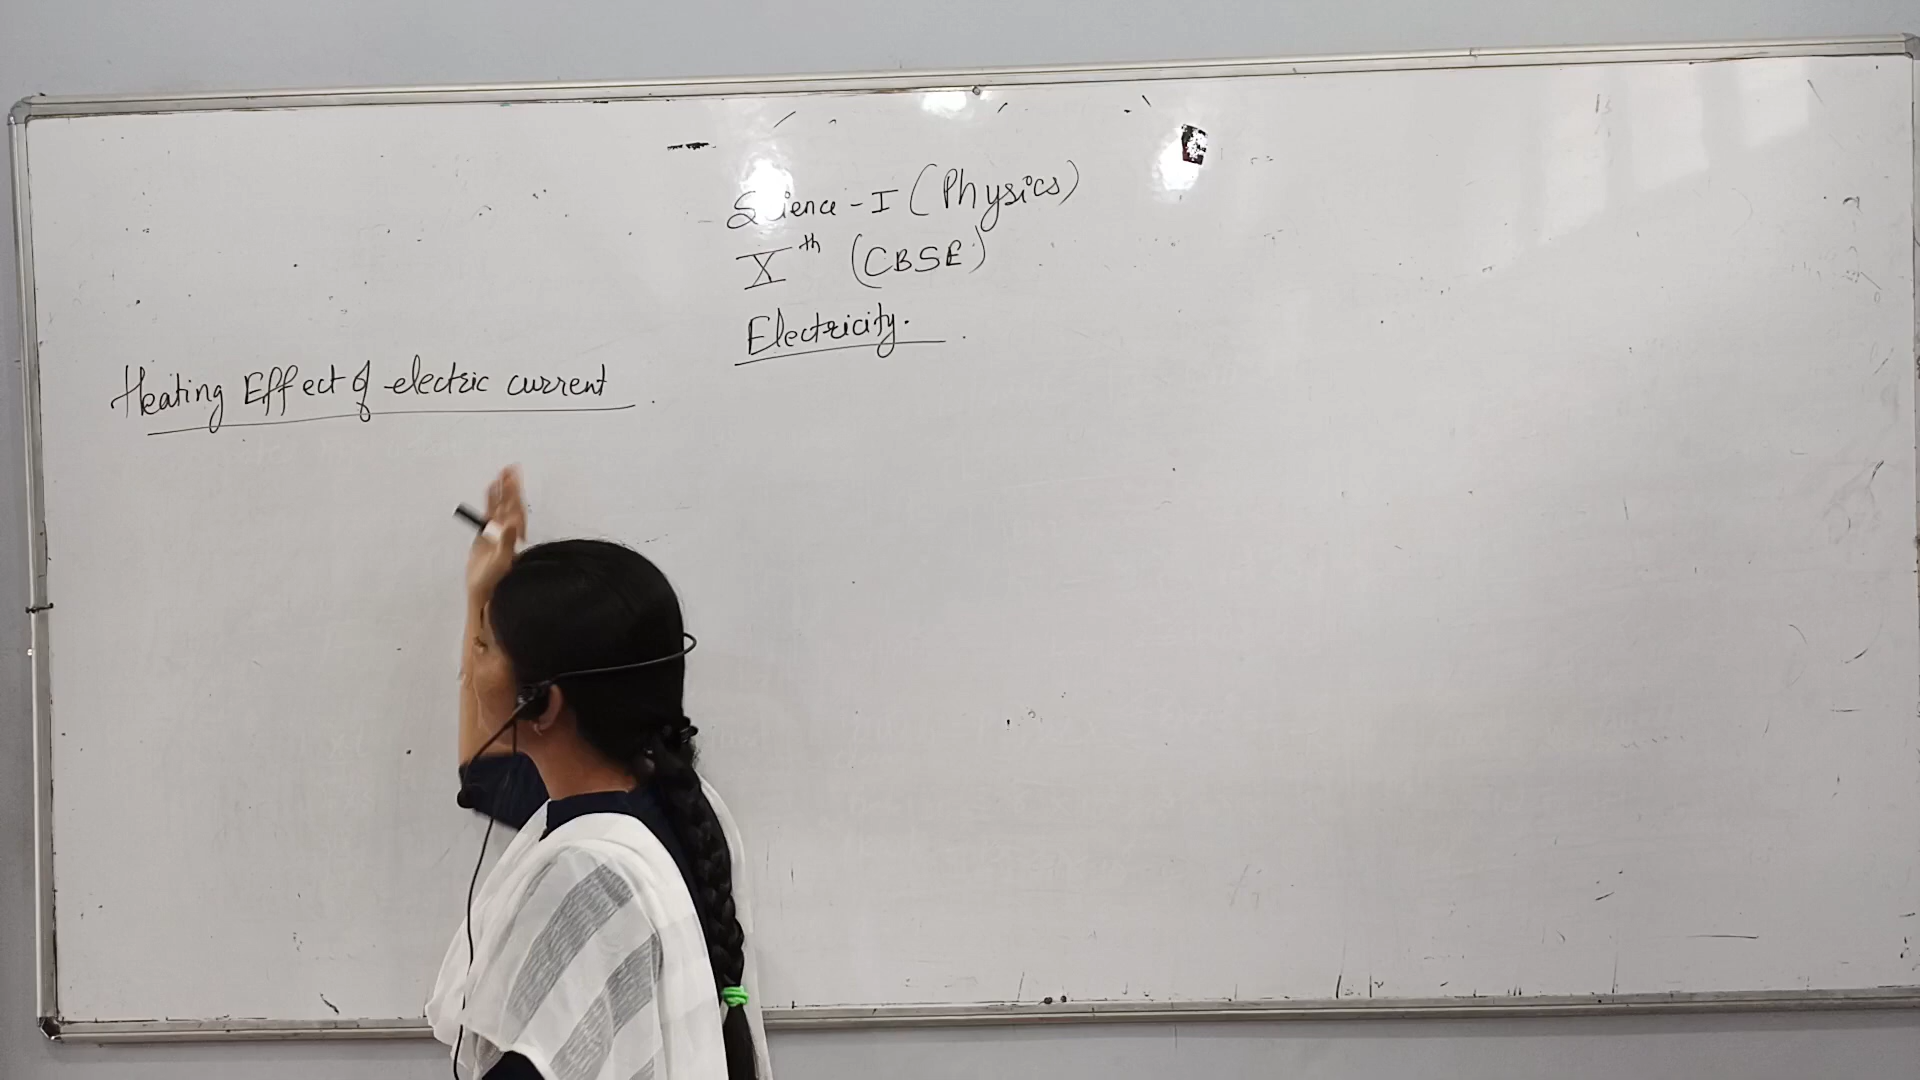 Science - I (Physics)
Xth (CBSE)
Electricity.
Heating Effect of electric current.